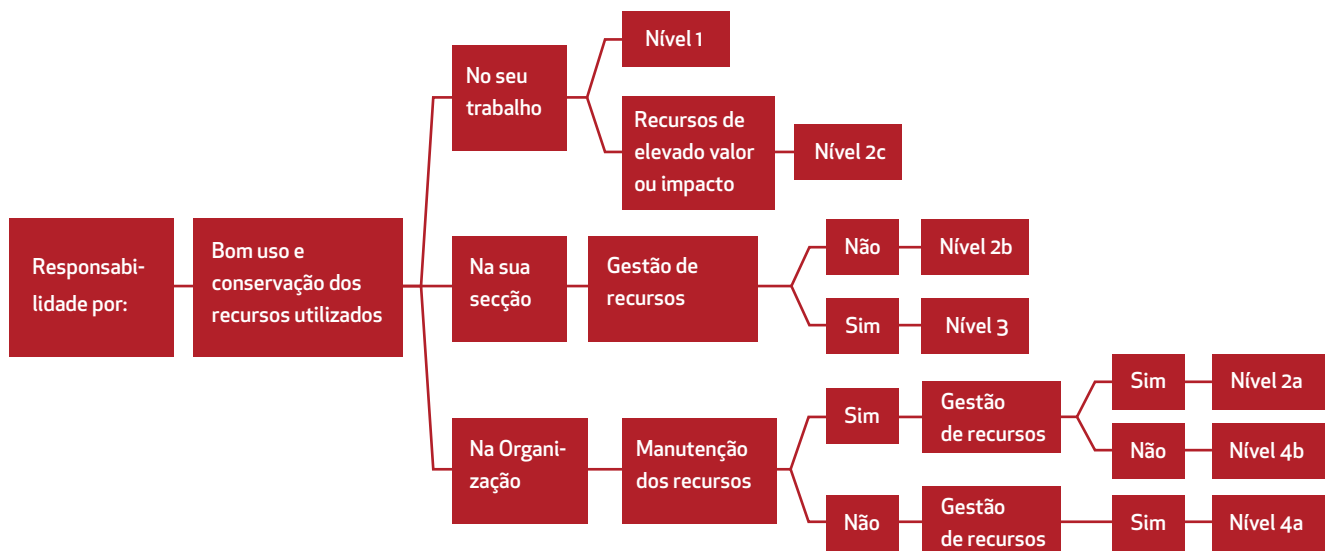 Responsabi-
lidade por:
Bom uso e
conservação dos
recursos utilizados
No seu
trabalho
Nível 1
Recursos de
elevado valor
ou impacto
Nível 2c
Na sua
secção
Gestão de
recursos
Não
Nível 2b
Sim
Nível 3
Na Organi-
zação
Manutenção
dos recursos
Sim
Gestão
de recursos
Sim
Nível 2a
Não
Nível 4b
Não
Gestão
de recursos
Sim
Nível 4a